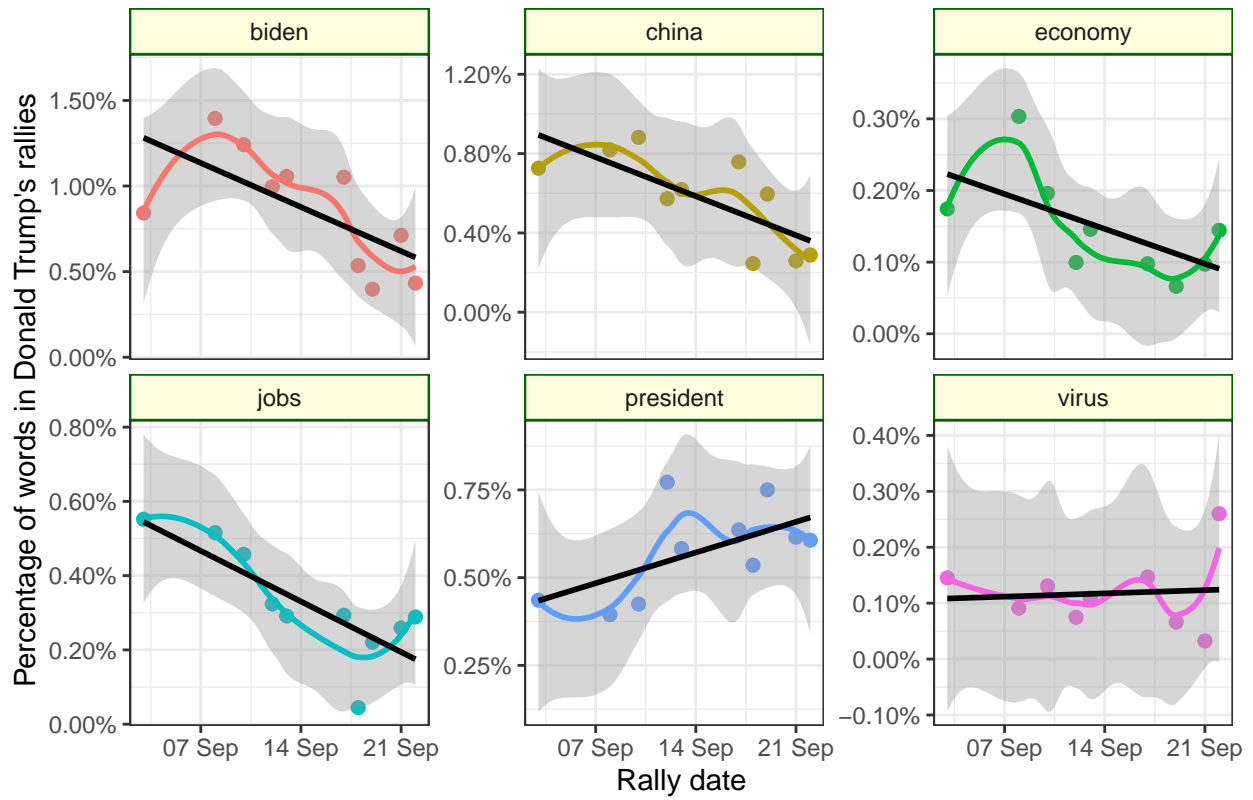 biden
china
economy
Percentage of words in Donald Trump's rallies
1.50%
1.00%
0.50%
0.00%
1.20%
0.80%
0.40%
0.00%
0.30%
0.20%
0.10%
0.00%
jobs
president
virus
0.80%
0.60%
0.40%
0.20%
0.00%
0.75%
0.50%
0.25%
0.40%
0.30%
0.20%
0.10%
0.00%
−0.10%
07 Sep 14 Sep 21 Sep
07 Sep 14 Sep 21 Sep
07 Sep 14 Sep 21 Sep
Rally date